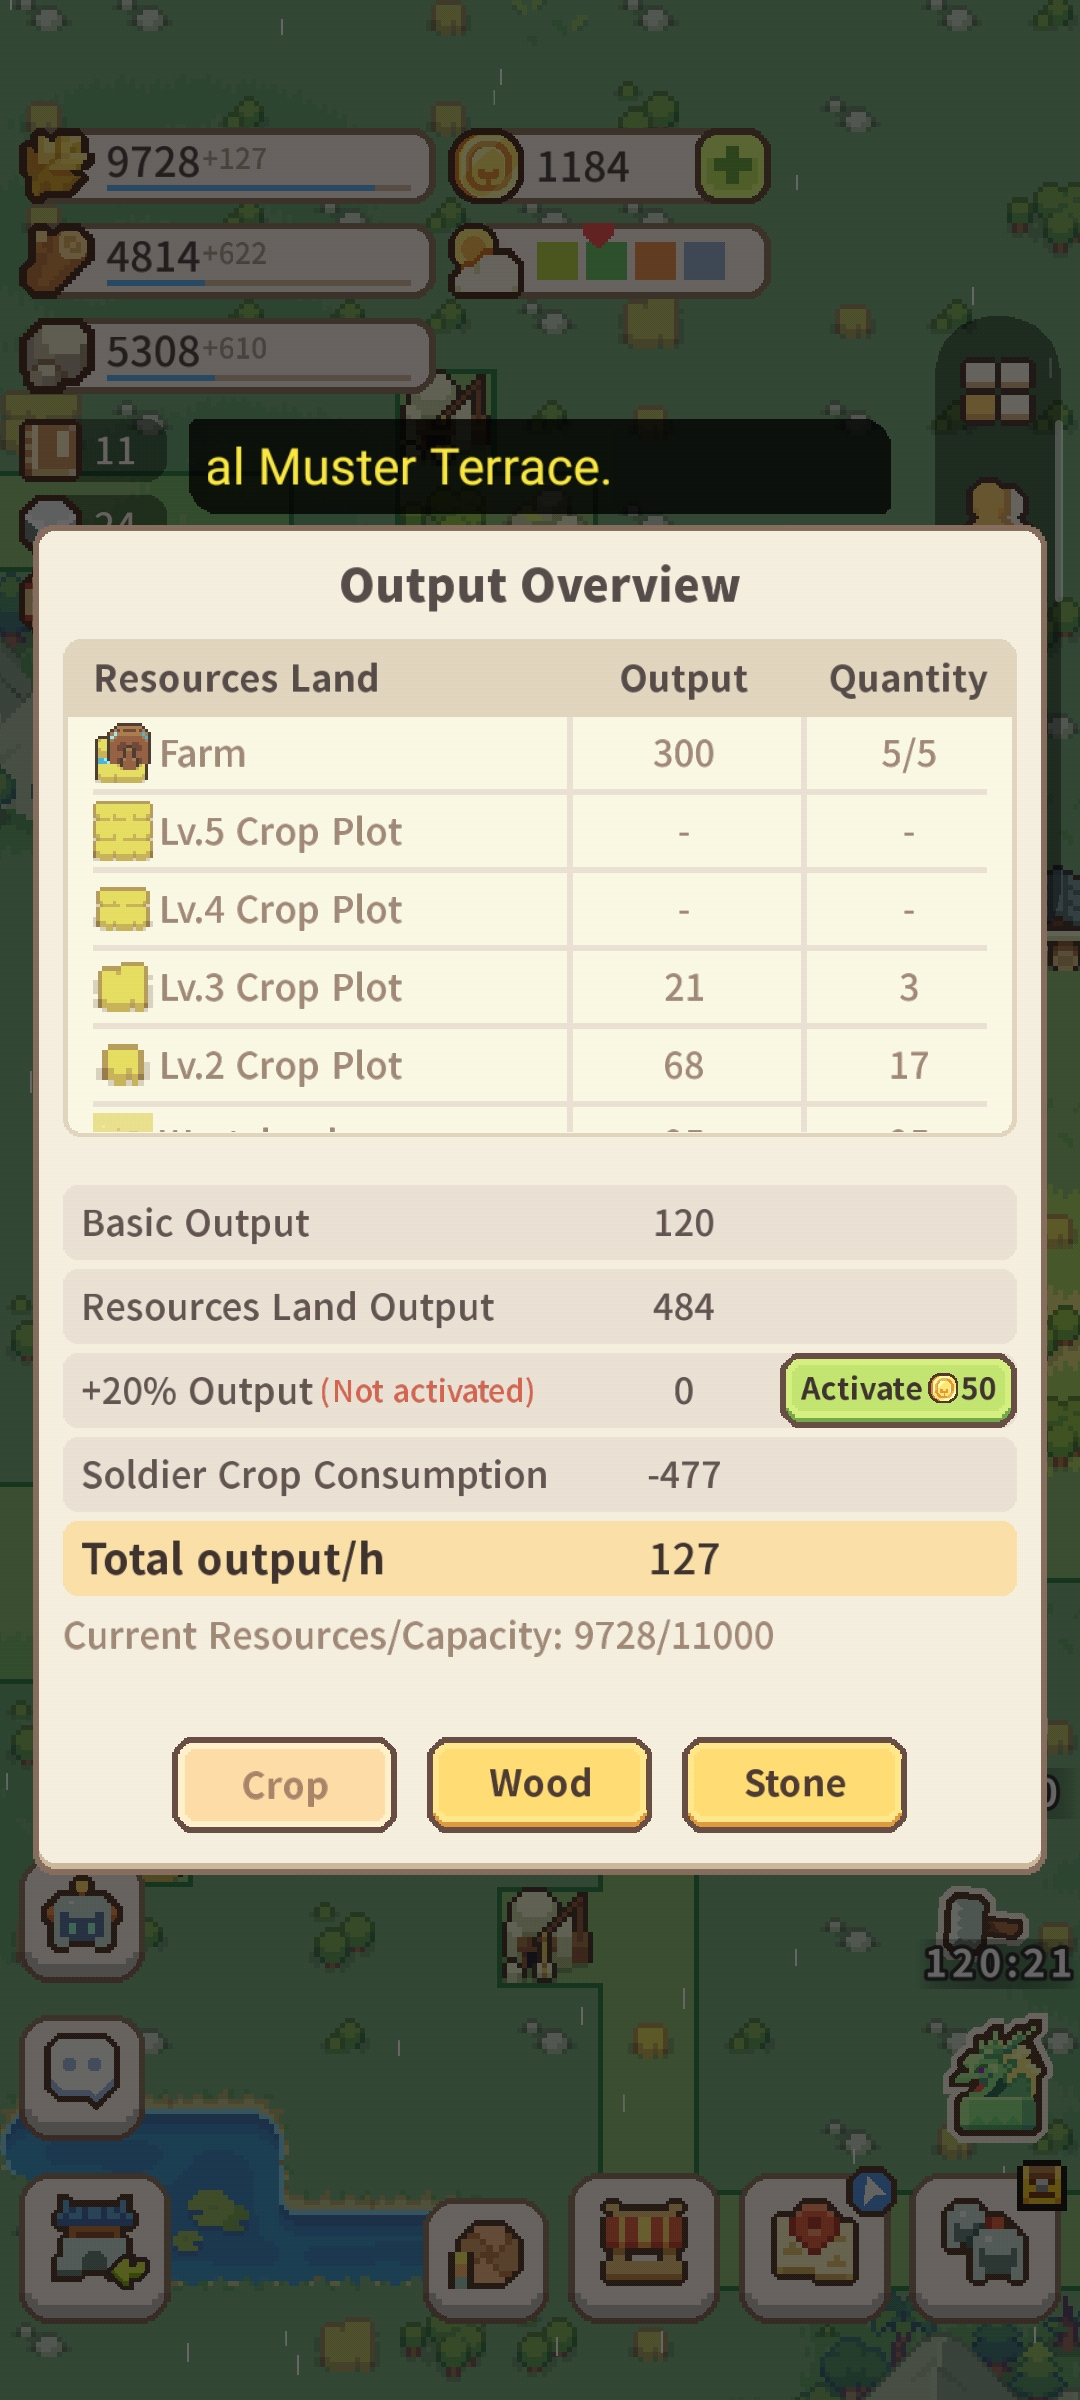 9728+127
1184
4814+622
5308+610
11
al Muster Terrace.
Output Overview
Resources Land Output Quantity
Farm 300 5/5
Lv.5 Crop Plot - -
Lv.4 Crop Plot - -
Lv.3 Crop Plot 21 3
Lv.2 Crop Plot 68 17
Basic Output 120
Resources Land Output 484
+20% Output (Not activated) 0 Activate 50
Soldier Crop Consumption -477
Total output/h 127
Current Resources/Capacity: 9728/11000
Crop Wood Stone
120:21